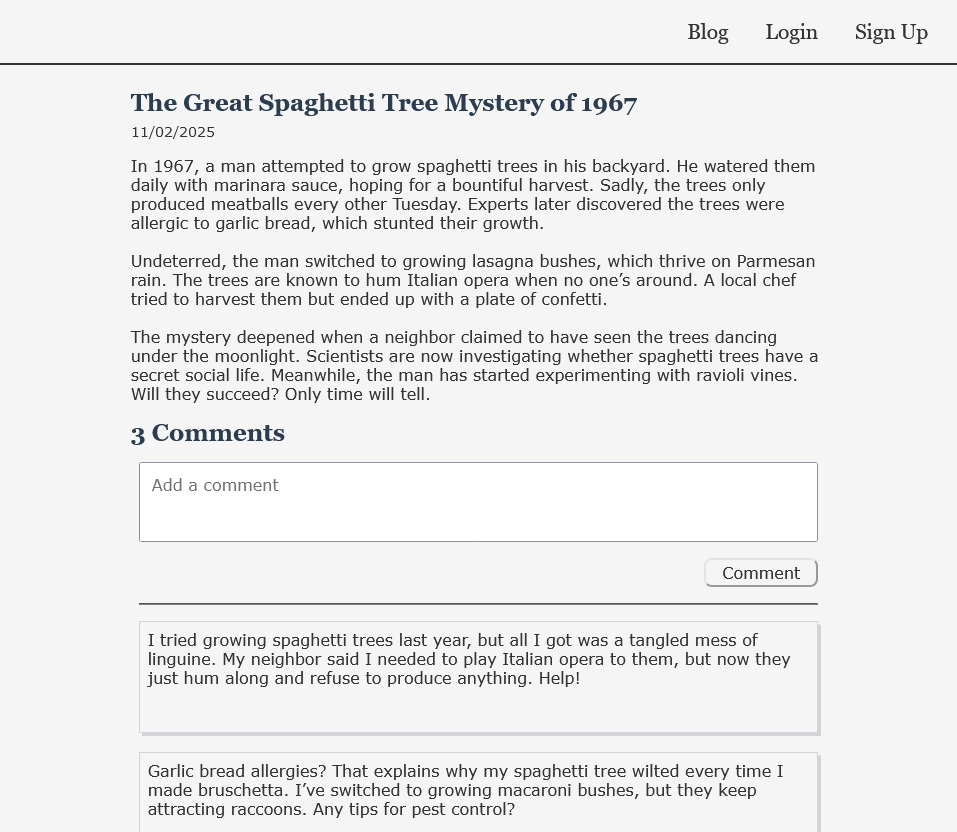 Blog Login Sign Up
The Great Spaghetti Tree Mystery of 1967
11/02/2025
In 1967, a man attempted to grow spaghetti trees in his backyard. He watered them
daily with marinara sauce, hoping for a bountiful harvest. Sadly, the trees only
produced meatballs every other Tuesday. Experts later discovered the trees were
allergic to garlic bread, which stunted their growth.
Undeterred, the man switched to growing lasagna bushes, which thrive on Parmesan
rain. The trees are known to hum Italian opera when no one’s around. A local chef
tried to harvest them but ended up with a plate of confetti.
The mystery deepened when a neighbor claimed to have seen the trees dancing
under the moonlight. Scientists are now investigating whether spaghetti trees have a
secret social life. Meanwhile, the man has started experimenting with ravioli vines.
Will they succeed? Only time will tell.
3 Comments
Add a comment
Comment
I tried growing spaghetti trees last year, but all I got was a tangled mess of
linguine. My neighbor said I needed to play Italian opera to them, but now they
just hum along and refuse to produce anything. Help!
Garlic bread allergies? That explains why my spaghetti tree wilted every time I
made bruschetta. I’ve switched to growing macaroni bushes, but they keep
attracting raccoons. Any tips for pest control?